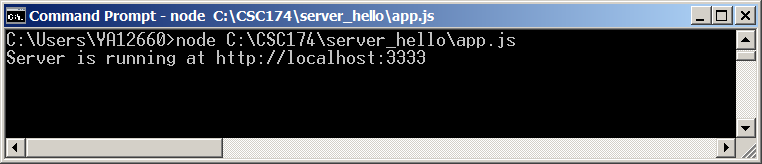 Command Prompt - node  C:\CSC174\server_hello\app.js
C:\Users\YA12660>node C:\CSC174\server_hello\app.js
Server is running at http://localhost:3333